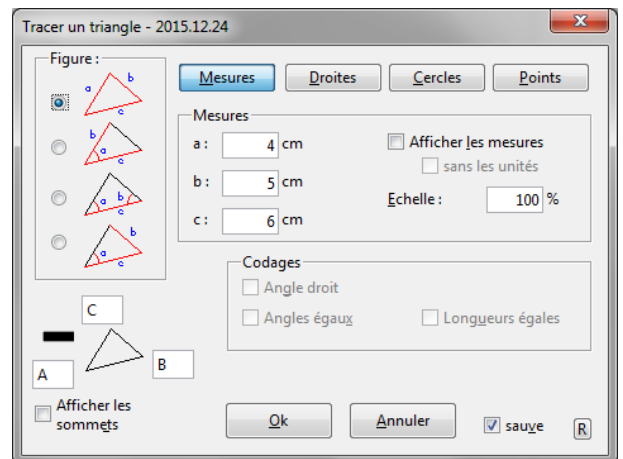 Tracer un triangle - 2015.12.24
x
Figure :
a b c
b a c
a b c
b a c
Mesures Droites Cercles Points
Mesures
a : 4 cm
b : 5 cm
c : 6 cm
Afficher les mesures
sans les unités
Echelle : 100 %
Codages
Angle droit
Angles égaux Longueurs égales
C
A
B
Afficher les
sommets
Ok Annuler sauve R